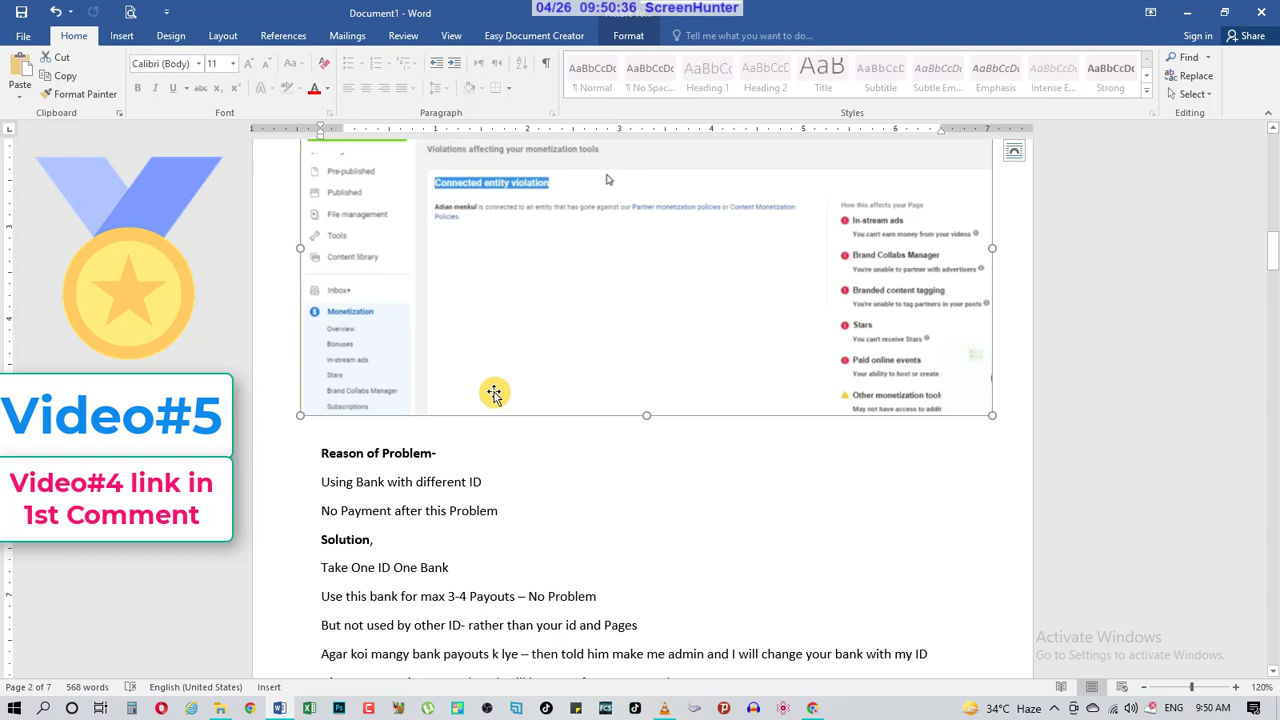 04/26 09:50:36 ScreenHunter
File
Home
Insert
Design
Layout
References
Mailings
Review
View
Help
Format
Tell me what you want to do...
Sign in
Share
Paste
Cut
Copy
Format Painter
Clipboard
Calibri (Body)
11
Font
Paragraph
AaBbCcDc
¶ Normal
AaBbCcDc
¶ No Spac...
AaBbCc
Heading 1
AaBbCcD
Heading 2
AaB
Title
AaBbCcD
Subtitle
AaBbCcDc
Subtle Em...
AaBbCcDc
Emphasis
AaBbCcDc
Intense E...
AaBbCcDc
Strong
Styles
Find
Replace
Select
Editing
Violations affecting your monetization tools
Pre-published
Published
File management
Tools
Content library
Inbox+
Monetization
Overview
Bonuses
In-stream ads
Stars
Brand Collabs Manager
Subscriptions
Connected entity violation
Adian menkul is connected to an entity that has gone against our Partner monetization policies or Content Monetization
Policies.
How this affects your Page
In-stream ads
You can't earn money from your videos
Brand Collabs Manager
You're unable to partner with advertisers
Branded content tagging
You're unable to tag partners in your posts
Stars
You can't receive Stars
Paid online events
Your ability to host or create
Other monetization tool
May not have access to addit
Video#5
Video#4 link in
1st Comment
Reason of Problem-
Using Bank with different ID
No Payment after this Problem
Solution,
Take One ID One Bank
Use this bank for max 3-4 Payouts – No Problem
But not used by other ID- rather than your id and Pages
Agar koi mangy bank payouts k lye – then told him make me admin and I will change your bank with my ID
Activate Windows
Go to Settings to activate Windows.
Page 2 of 7
568 words
English (United States)
Insert
120%
34°C Haze
3:50 AM